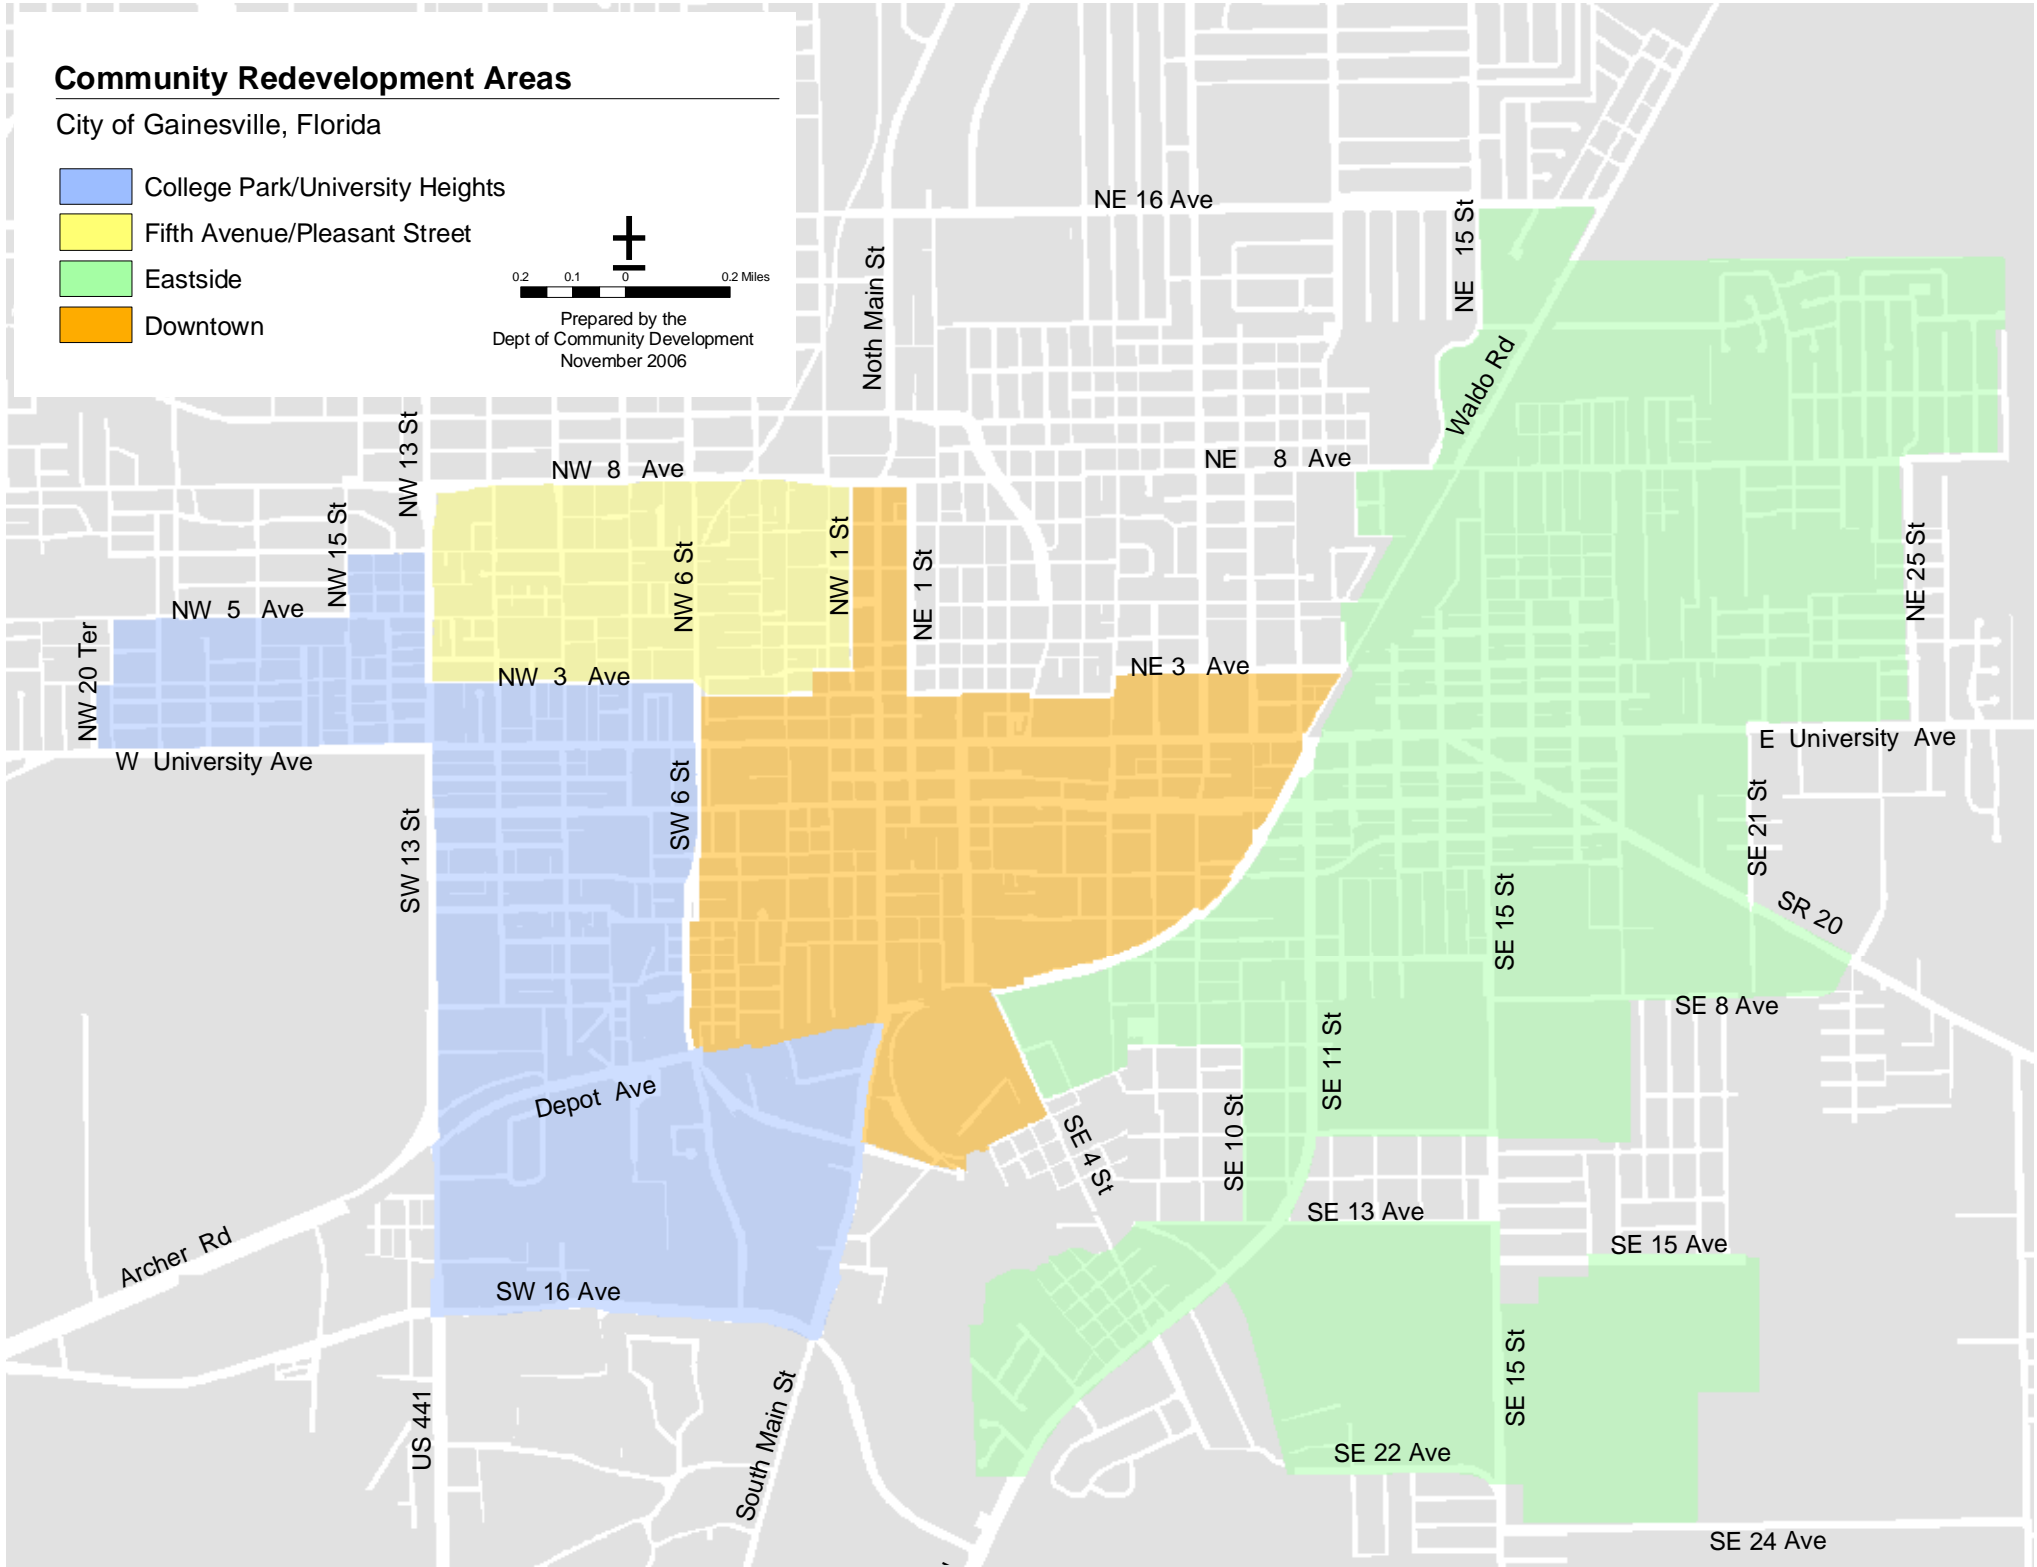 Community Redevelopment Areas
City of Gainesville, Florida
College Park/University Heights
Fifth Avenue/Pleasant Street
Eastside
Downtown
0.2 0.1 0 0.2 Miles
Prepared by the
Dept of Community Development
November 2006
NE 16 Ave
NE 15 St
Noth Main St
Waldo Rd
NW 13 St
NW 8 Ave
NE 8 Ave
NW 15 St
NW 6 St
NW 1 St
NE 1 St
NE 25 St
NW 5 Ave
NW 20 Ter
NW 3 Ave
NE 3 Ave
W University Ave
E University Ave
SW 13 St
SW 6 St
SE 21 St
SR 20
SE 15 St
SE 8 Ave
SE 11 St
Depot Ave
SE 10 St
SE 4 St
SE 13 Ave
SE 15 Ave
Archer Rd
SW 16 Ave
SE 15 St
US 441
South Main St
SE 22 Ave
SE 24 Ave